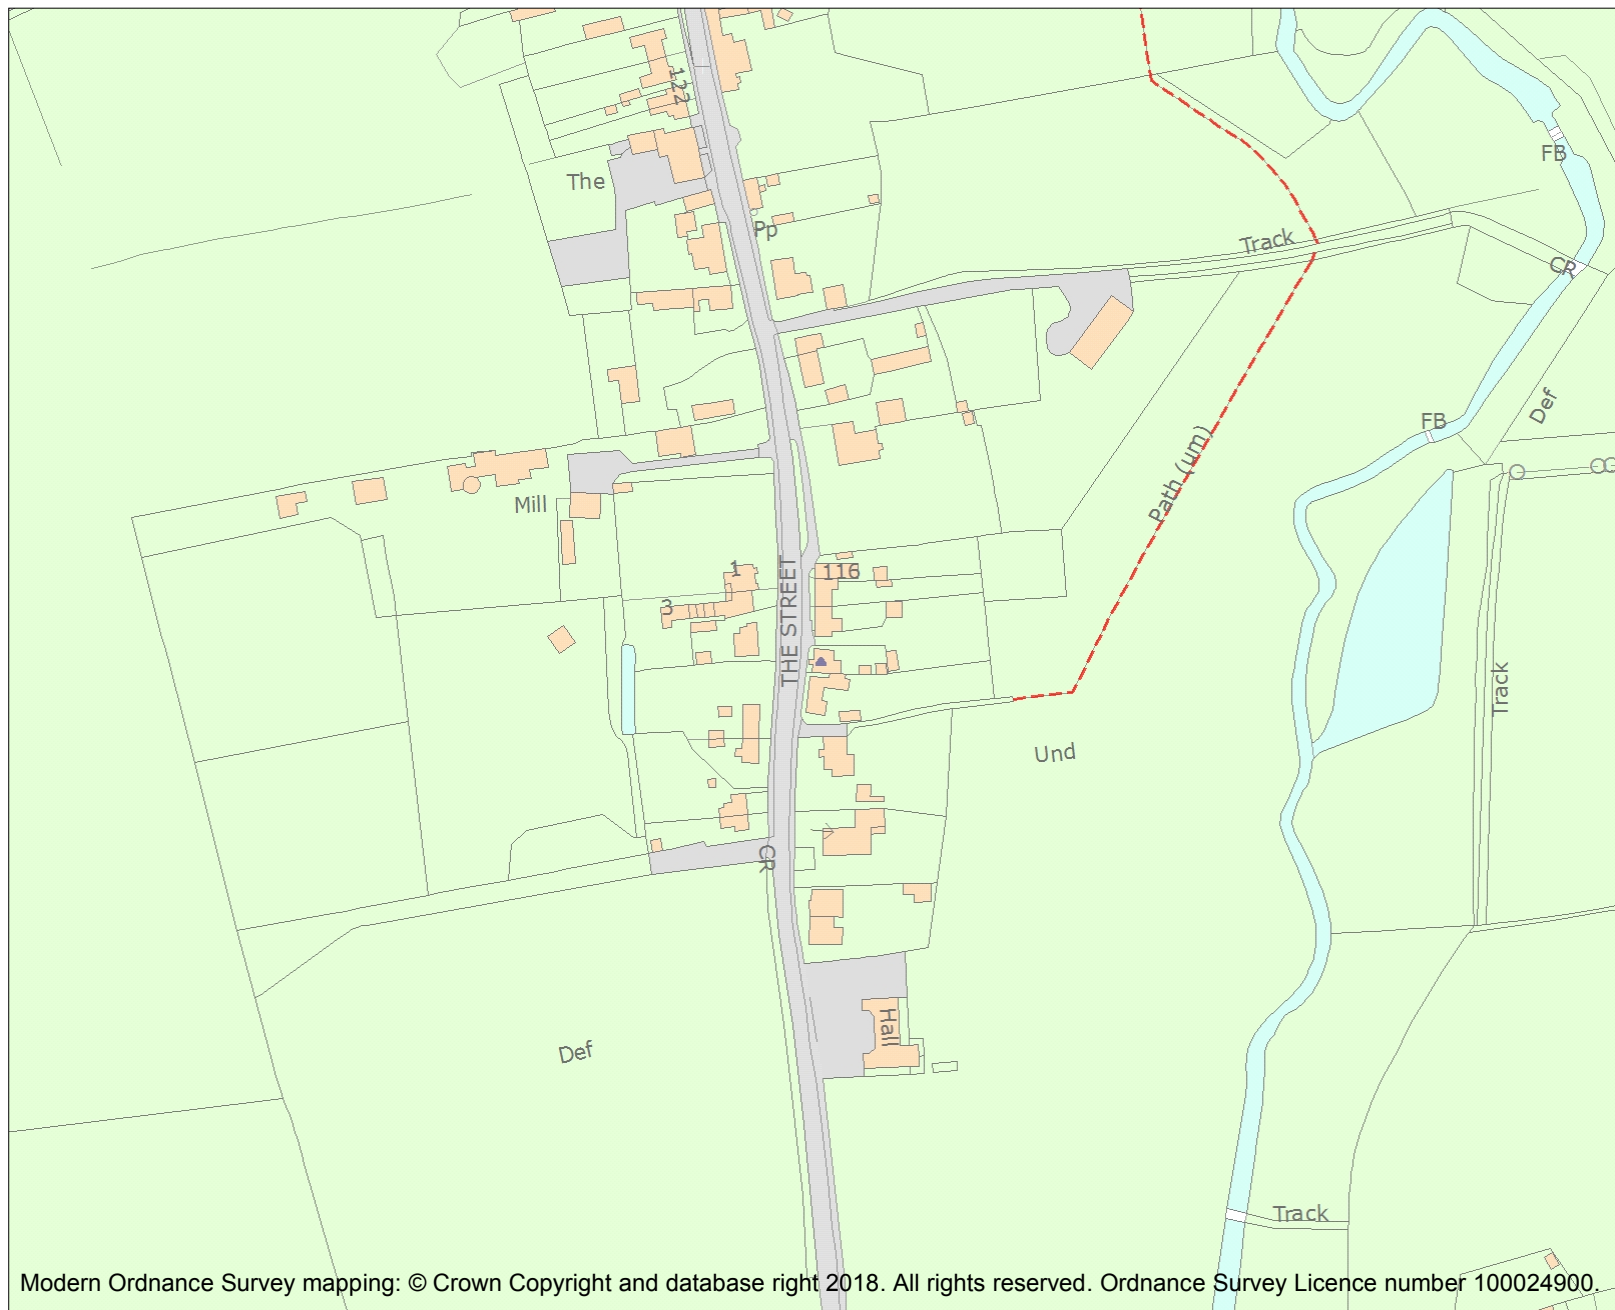 122
FB
The
Pp
Track
CR
Def
FB
Path (um)
Mill
1
116
3
THE STREET
Track
Und
CR
Hall
Def
Track
Modern Ordnance Survey mapping: © Crown Copyright and database right 2018. All rights reserved. Ordnance Survey Licence number 100024900.